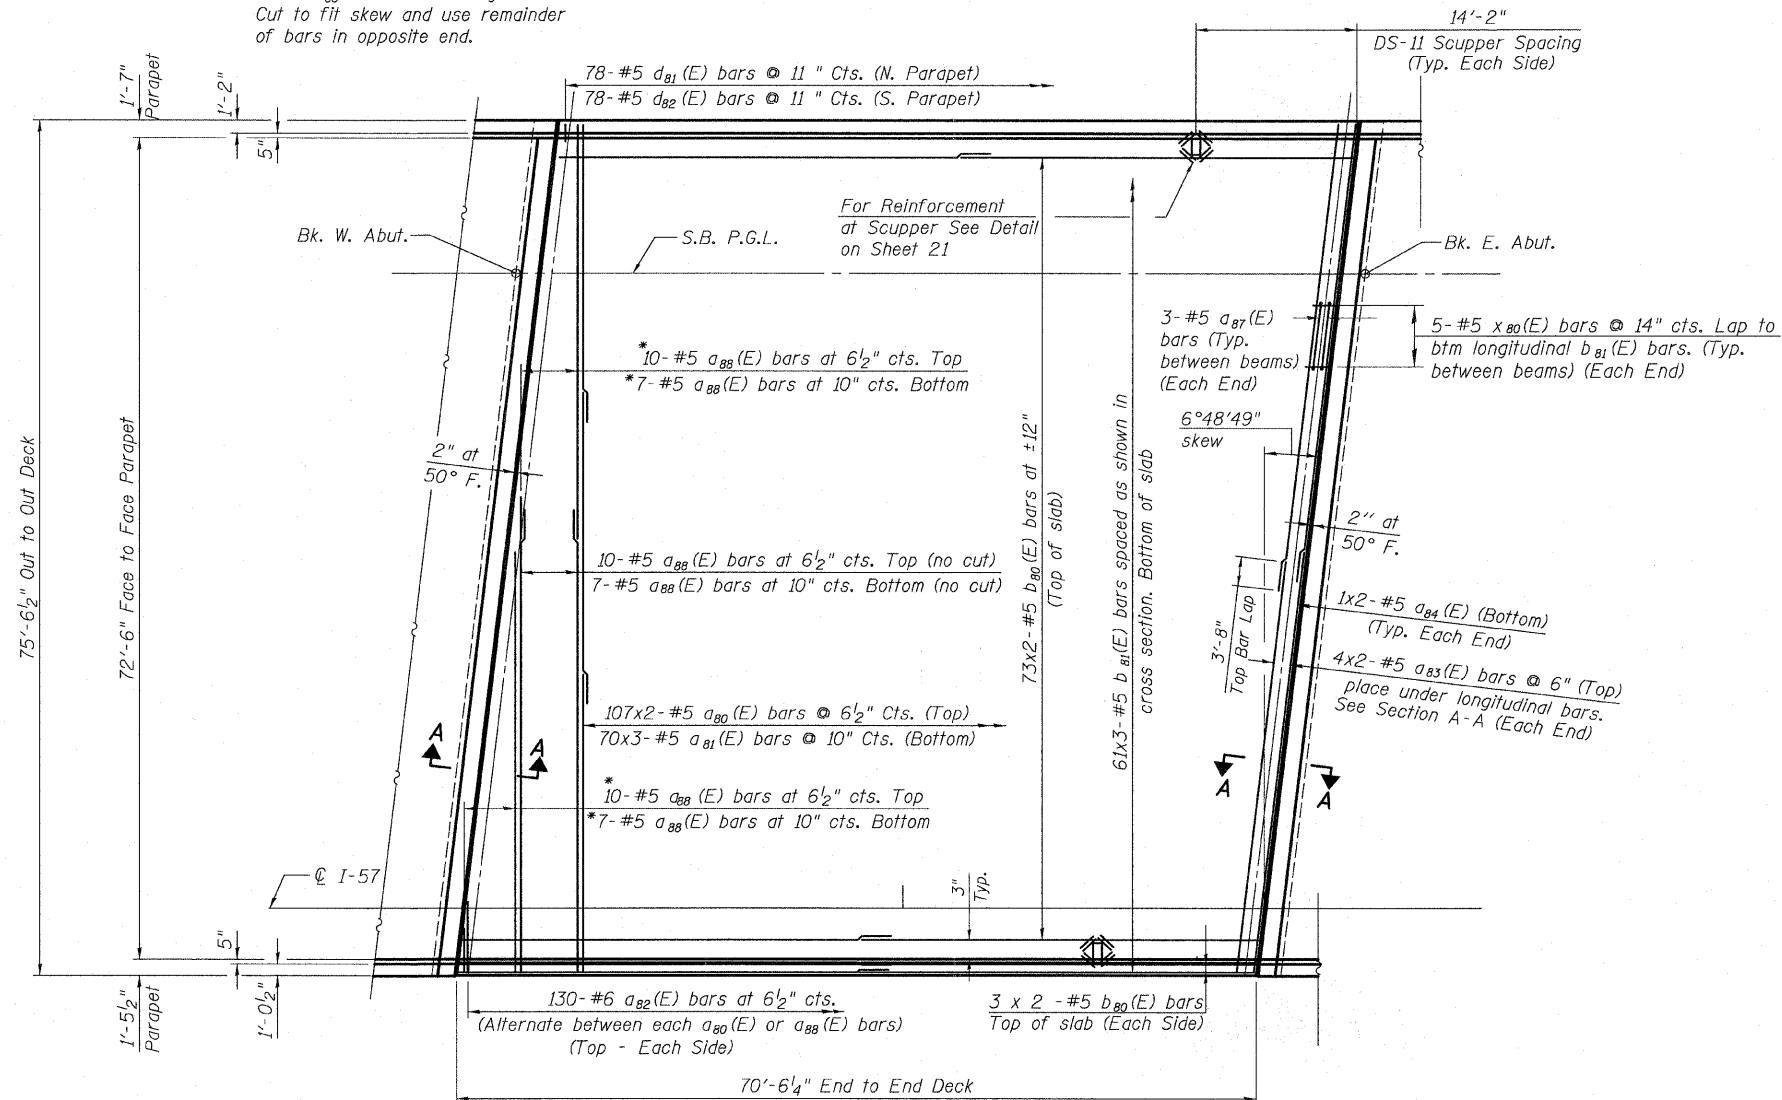 Cut to fit skew and use remainder
of bars in opposite end.
14'-2"
DS-11 Scupper Spacing
(Typ. Each Side)
1'-7"
Parapet
1'-2"
5"
78-#5 d81(E) bars @ 11 " Cts. (N. Parapet)
78-#5 d82(E) bars @ 11 " Cts. (S. Parapet)
For Reinforcement
at Scupper See Detail
on Sheet 21
Bk. W. Abut.
S.B. P.G.L.
Bk. E. Abut.
3-#5 a87(E)
bars (Typ.
between beams)
(Each End)
5-#5 x80(E) bars @ 14" cts. Lap to
btm longitudinal b81(E) bars. (Typ.
between beams) (Each End)
*10-#5 a88(E) bars at 6½" cts. Top
*7-#5 a88(E) bars at 10" cts. Bottom
6°48'49"
skew
2" at
50° F.
75'-6½" Out to Out Deck
72'-6" Face to Face Parapet
73x2-#5 b80(E) bars at ±12"
(Top of slab)
61x3-#5 b81(E) bars spaced as shown in
cross section. Bottom of slab
2" at
50° F.
10-#5 a88(E) bars at 6½" cts. Top (no cut)
7-#5 a88(E) bars at 10" cts. Bottom (no cut)
3'-8"
Top Bar Lap
1x2-#5 a84(E) (Bottom)
(Typ. Each End)
4x2-#5 a83(E) bars @ 6" (Top)
place under longitudinal bars.
See Section A-A (Each End)
107x2-#5 a80(E) bars @ 6½" Cts. (Top)
70x3-#5 a81(E) bars @ 10" Cts. (Bottom)
A
A
A
A
*10-#5 a88(E) bars at 6½" cts. Top
*7-#5 a88(E) bars at 10" cts. Bottom
℄ I-57
3"
Typ.
5"
1'-5½"
Parapet
1'-0½"
130-#6 a82(E) bars at 6½" cts.
(Alternate between each a80(E) or a88(E) bars)
(Top - Each Side)
3 x 2 -#5 b80(E) bars
Top of slab (Each Side)
70'-6¼" End to End Deck